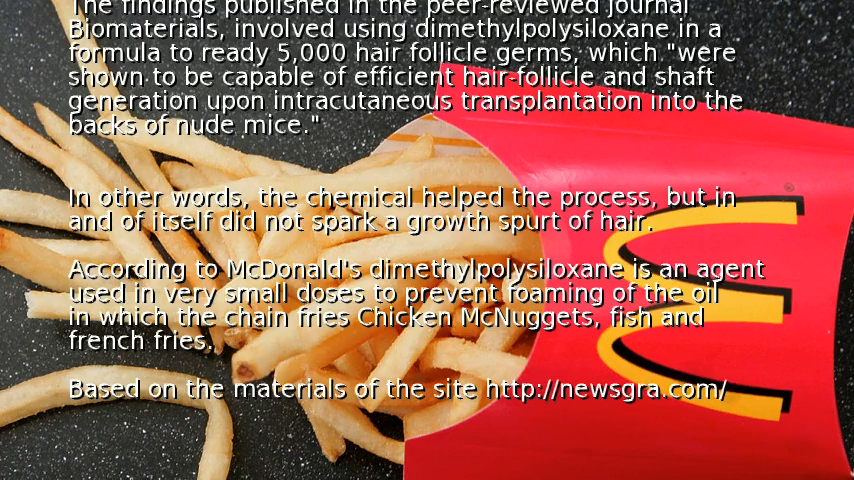 The findings published in the peer-reviewed journal
Biomaterials, involved using dimethylpolysiloxane in a
formula to ready 5,000 hair follicle germs, which "were
shown to be capable of efficient hair-follicle and shaft
generation upon intracutaneous transplantation into the
backs of nude mice."
In other words, the chemical helped the process, but in
and of itself did not spark a growth spurt of hair.
According to McDonald's dimethylpolysiloxane is an agent
used in very small doses to prevent foaming of the oil
in which the chain fries Chicken McNuggets, fish and
french fries.
Based on the materials of the site http://newsgra.com/